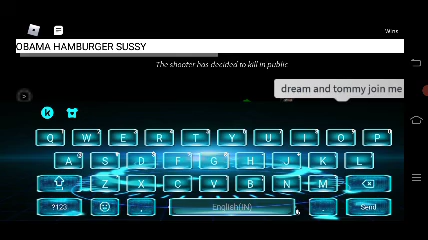 Wins
OBAMA HAMBURGER SUSSY
The shooter has decided to kill in public
dream and tommy join me
Q W E R T Y U I O P
A S D F G H J K L
Z X C V B N M
?123 , English(IN) . Send